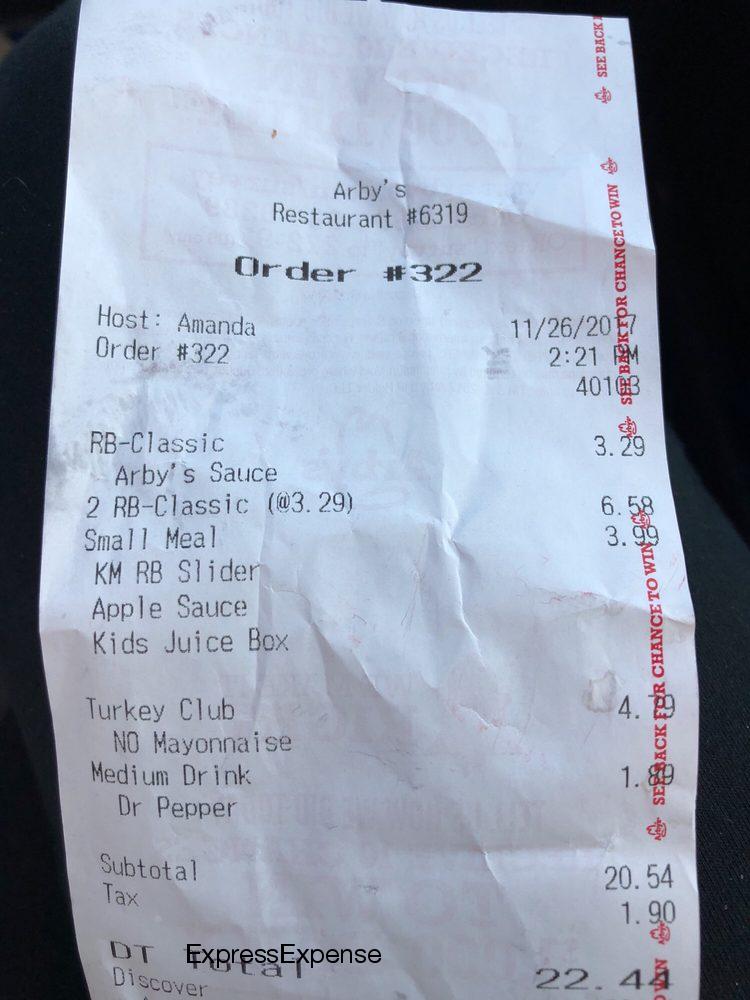 Arby's
Restaurant #6319
Order #322
Host: Amanda 11/26/2017
Order #322 2:21 PM
40103
RB-Classic 3.29
Arby's Sauce
2 RB-Classic (@3.29) 6.58
Small Meal 3.99
KM RB Slider
Apple Sauce
Kids Juice Box
Turkey Club 4.79
NO Mayonnaise
Medium Drink 1.89
Dr Pepper
Subtotal 20.54
Tax 1.90
DT Total 22.44
Discover
ExpressExpense
SEE BACK
SEE BACK FOR CHANCE TO WIN
SEE BACK FOR CHANCE TO WIN
WIN